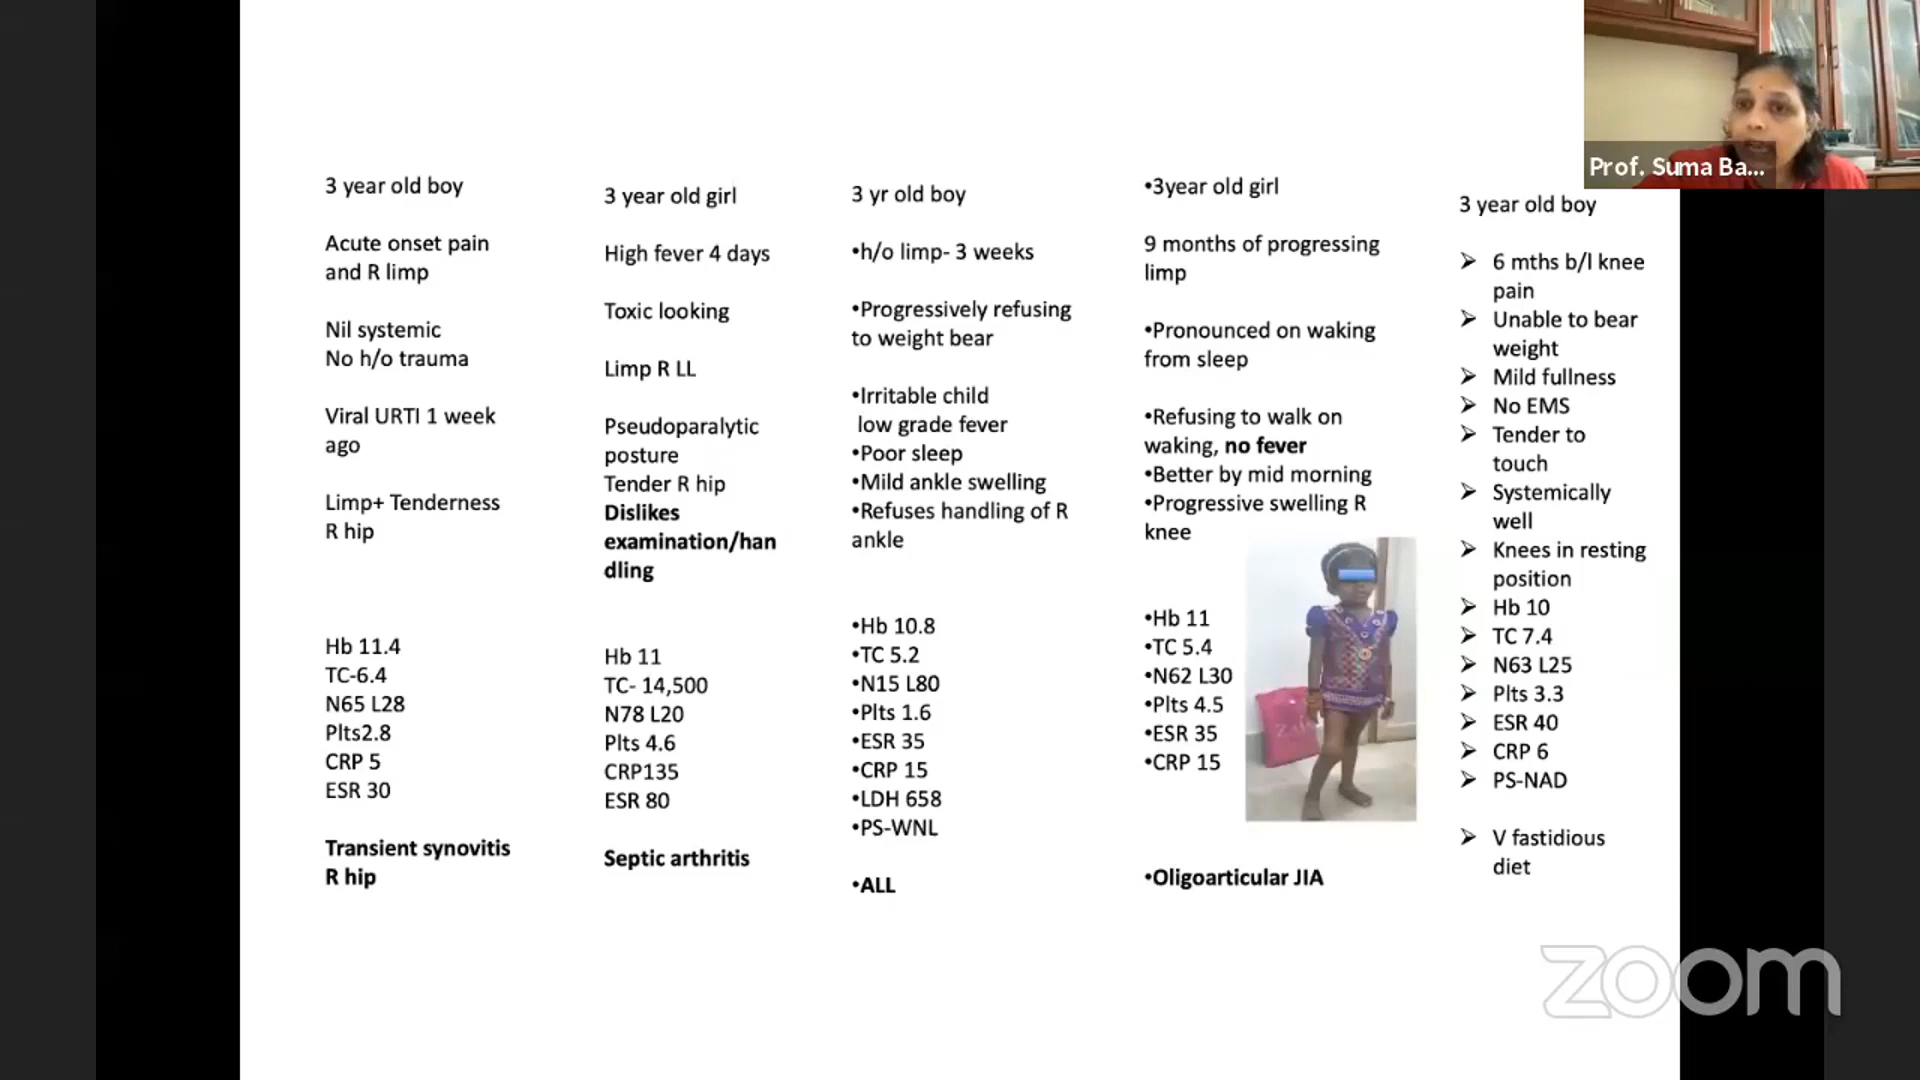 Prof. Suma Ba...
3 year old boy
Acute onset pain
and R limp
Nil systemic
No h/o trauma
Viral URTI 1 week
ago
Limp+ Tenderness
R hip
Hb 11.4
TC-6.4
N65 L28
Plts2.8
CRP 5
ESR 30
Transient synovitis
R hip
3 year old girl
High fever 4 days
Toxic looking
Limp R LL
Pseudoparalytic
posture
Tender R hip
Dislikes
examination/han
dling
Hb 11
TC- 14,500
N78 L20
Plts 4.6
CRP135
ESR 80
Septic arthritis
3 yr old boy
•h/o limp- 3 weeks
•Progressively refusing
to weight bear
•Irritable child
low grade fever
•Poor sleep
•Mild ankle swelling
•Refuses handling of R
ankle
•Hb 10.8
•TC 5.2
•N15 L80
•Plts 1.6
•ESR 35
•CRP 15
•LDH 658
•PS-WNL
•ALL
•3year old girl
9 months of progressing
limp
•Pronounced on waking
from sleep
•Refusing to walk on
waking, no fever
•Better by mid morning
•Progressive swelling R
knee
•Hb 11
•TC 5.4
•N62 L30
•Plts 4.5
•ESR 35
•CRP 15
•Oligoarticular JIA
3 year old boy
➢ 6 mths b/l knee
pain
➢ Unable to bear
weight
➢ Mild fullness
➢ No EMS
➢ Tender to
touch
➢ Systemically
well
➢ Knees in resting
position
➢ Hb 10
➢ TC 7.4
➢ N63 L25
➢ Plts 3.3
➢ ESR 40
➢ CRP 6
➢ PS-NAD
➢ V fastidious
diet
zoom